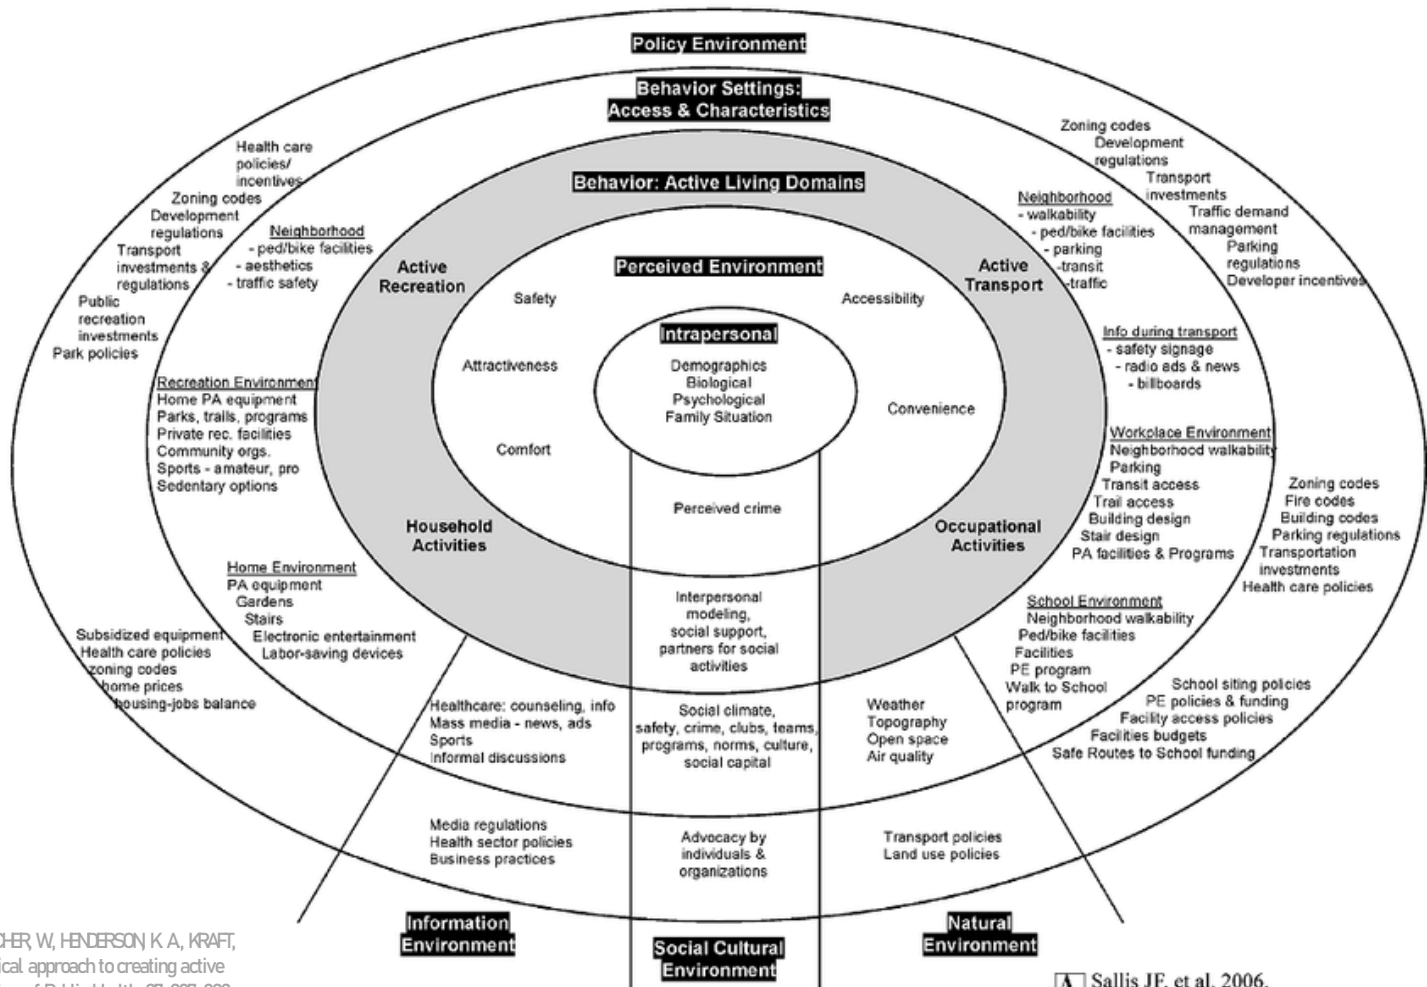 Policy Environment
Behavior Settings:
Access & Characteristics
Behavior: Active Living Domains
Perceived Environment
Intrapersonal
Demographics
Biological
Psychological
Family Situation
Safety
Accessibility
Attractiveness
Convenience
Comfort
Perceived crime
Active
Recreation
Active
Transport
Household
Activities
Occupational
Activities
Health care
policies/
incentives
Zoning codes
Development
regulations
Transport
investments &
regulations
Public
recreation
investments
Park policies
Neighborhood
- ped/bike facilities
- aesthetics
- traffic safety
Recreation Environment
Home PA equipment
Parks, trails, programs
Private rec. facilities
Community orgs.
Sports - amateur, pro
Sedentary options
Home Environment
PA equipment
Gardens
Stairs
Electronic entertainment
Labor-saving devices
Subsidized equipment
Health care policies
zoning codes
home prices
housing-jobs balance
Zoning codes
Development
regulations
Transport
investments
Traffic demand
management
Parking
regulations
Developer incentives
Neighborhood
- walkability
- ped/bike facilities
- parking
-transit
-traffic
Info during transport
- safety signage
- radio ads & news
- billboards
Workplace Environment
Neighborhood walkability
Parking
Transit access
Trail access
Building design
Stair design
PA facilities & Programs
Zoning codes
Fire codes
Building codes
Parking regulations
Transportation
investments
Health care policies
School Environment
Neighborhood walkability
Ped/bike facilities
Facilities
PE program
Walk to School
program
School siting policies
PE policies & funding
Facility access policies
Facilities budgets
Safe Routes to School funding
Interpersonal
modeling,
social support,
partners for social
activities
Healthcare: counseling, info
Mass media - news, ads
Sports
Informal discussions
Social climate,
safety, crime, clubs, teams,
programs, norms, culture,
social capital
Weather
Topography
Open space
Air quality
Media regulations
Health sector policies
Business practices
Advocacy by
individuals &
organizations
Transport policies
Land use policies
Information
Environment
Social Cultural
Environment
Natural
Environment
W, HENDERSON, K. A., KRAFT,
approach to creating active
A Sallis JF, et al, 2006.